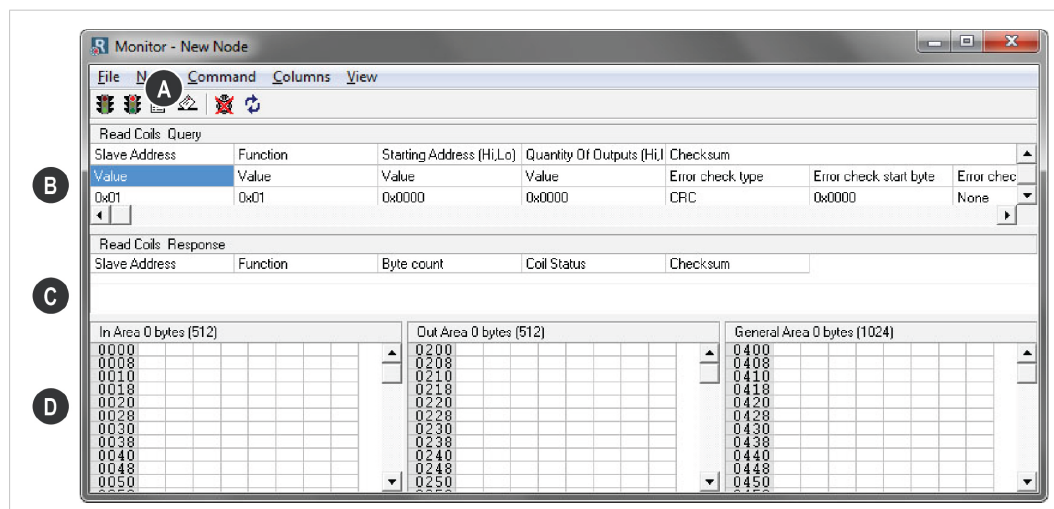 Monitor - New Node
File N Command Columns View
A
Read Coils Query
Slave Address Function Starting Address (Hi,Lo) Quantity Of Outputs (Hi,l Checksum
B
Value Value Value Value Error check type Error check start byte Error chec
0x01 0x01 0x0000 0x0000 CRC 0x0000 None
Read Coils Response
Slave Address Function Byte count Coil Status Checksum
C
In Area 0 bytes (512) Out Area 0 bytes (512) General Area 0 bytes (1024)
0000 0200 0400
0008 0208 0408
0010 0210 0410
0018 0218 0418
D
0020 0220 0420
0028 0228 0428
0030 0230 0430
0038 0238 0438
0040 0240 0440
0048 0248 0448
0050 0250 0450